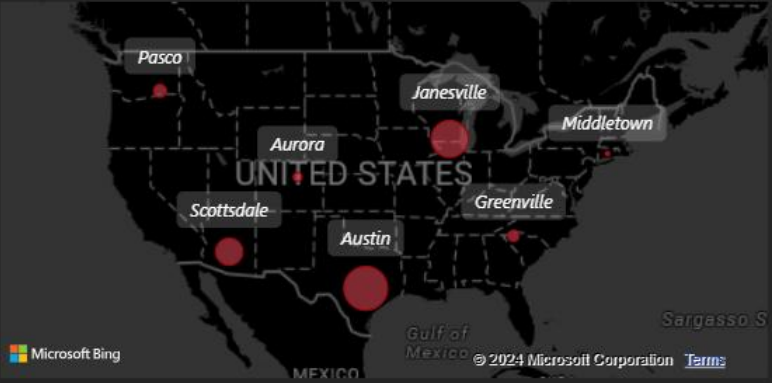 Pasco
Janesville
Middletown
Aurora
UNITED STATES
Greenville
Scottsdale
Austin
Sargasso S
Gulf of
Mexico
Microsoft Bing
© 2024 Microsoft Corporation Terms
MEXICO